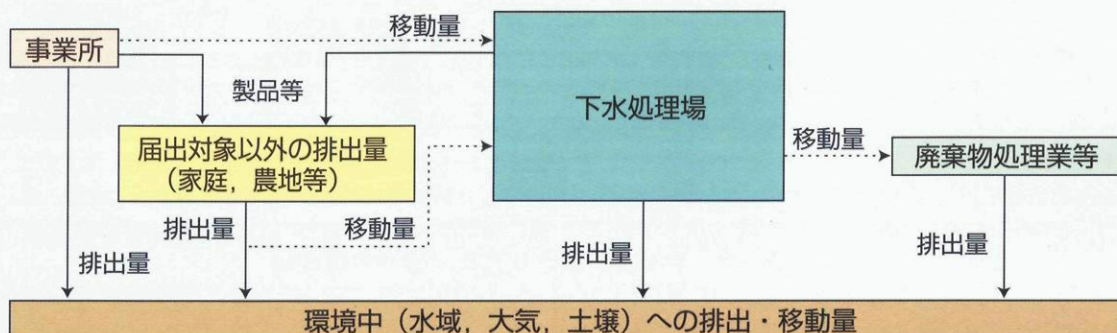 移動量
事業所
製品等
下水処理場
届出対象以外の排出量
(家庭,農地等)
移動量
廃棄物処理業等
排出量
移動量
排出量
排出量
排出量
環境中(水域,大気,土壌)への排出・移動量